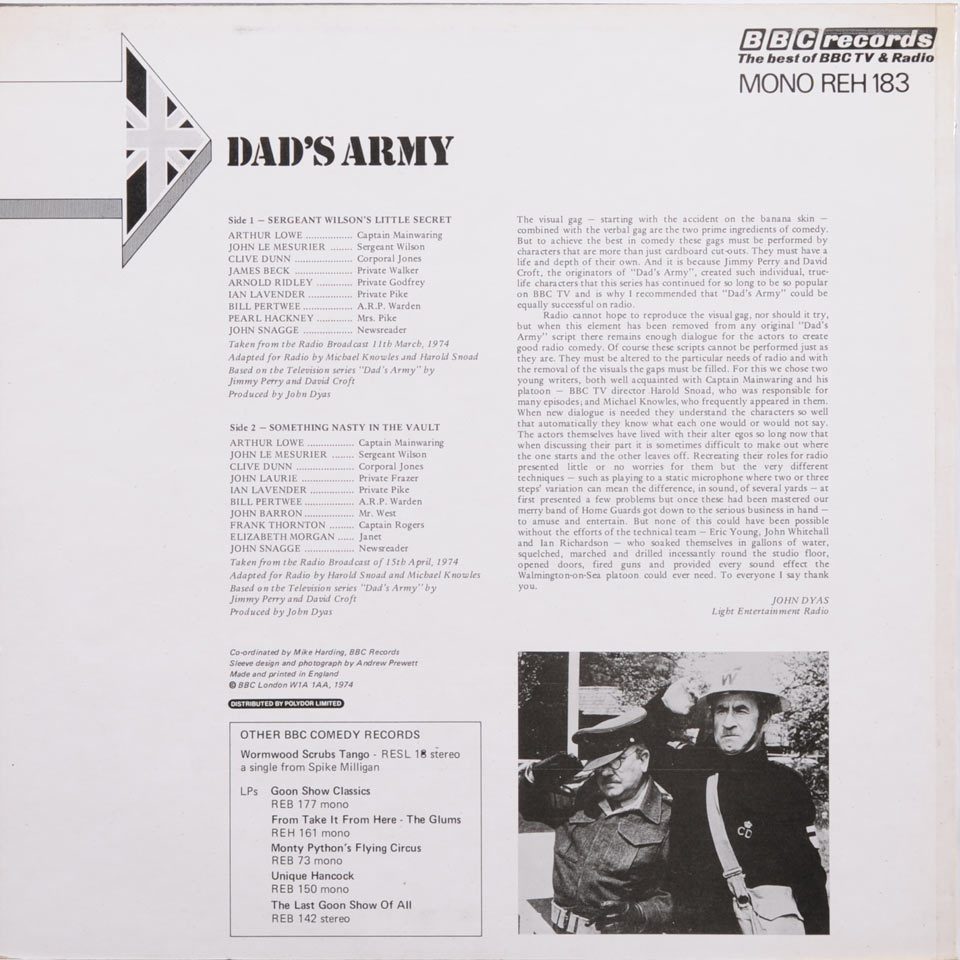 BBC records
The best of BBC TV & Radio
MONO REH 183
DAD'S ARMY
Side 1 — SERGEANT WILSON'S LITTLE SECRET
ARTHUR LOWE ................ Captain Mainwaring
JOHN LE MESURIER ....... Sergeant Wilson
CLIVE DUNN .................... Corporal Jones
JAMES BECK .................... Private Walker
ARNOLD RIDLEY ............ Private Godfrey
IAN LAVENDER ............... Private Pike
BILL PERTWEE ................ A.R.P. Warden
PEARL HACKNEY ............ Mrs. Pike
JOHN SNAGGE ................. Newsreader
Taken from the Radio Broadcast 11th March, 1974
Adapted for Radio by Michael Knowles and Harold Snoad
Based on the Television series "Dad's Army" by
Jimmy Perry and David Croft
Produced by John Dyas
Side 2 — SOMETHING NASTY IN THE VAULT
ARTHUR LOWE ................ Captain Mainwaring
JOHN LE MESURIER ....... Sergeant Wilson
CLIVE DUNN .................... Corporal Jones
JOHN LAURIE ................. Private Frazer
IAN LAVENDER ............... Private Pike
BILL PERTWEE ................ A.R.P. Warden
JOHN BARRON ................ Mr. West
FRANK THORNTON ......... Captain Rogers
ELIZABETH MORGAN ...... Janet
JOHN SNAGGE ................. Newsreader
Taken from the Radio Broadcast of 15th April, 1974
Adapted for Radio by Harold Snoad and Michael Knowles
Based on the Television series "Dad's Army" by
Jimmy Perry and David Croft
Produced by John Dyas
Co-ordinated by Mike Harding, BBC Records
Sleeve design and photograph by Andrew Prewett
Made and printed in England
℗ BBC London W1A 1AA, 1974
DISTRIBUTED BY POLYDOR LIMITED
OTHER BBC COMEDY RECORDS
Wormwood Scrubs Tango - RESL 18 stereo
a single from Spike Milligan
LPs Goon Show Classics
REB 177 mono
From Take It From Here - The Glums
REH 161 mono
Monty Python's Flying Circus
REB 73 mono
Unique Hancock
REB 150 mono
The Last Goon Show Of All
REB 142 stereo
The visual gag — starting with the accident on the banana skin —
combined with the verbal gag are the two prime ingredients of comedy.
But to achieve the best in comedy these gags must be performed by
characters that are more than just cardboard cut-outs. They must have a
life and depth of their own. And it is because Jimmy Perry and David
Croft, the originators of "Dad's Army", created such individual, true-
life characters that this series has continued for so long to be so popular
on BBC TV and is why I recommended that "Dad's Army" could be
equally successful on radio.
Radio cannot hope to reproduce the visual gag, nor should it try,
but when this element has been removed from any original "Dad's
Army" script there remains enough dialogue for the actors to create
good radio comedy. Of course these scripts cannot be performed just as
they are. They must be altered to the particular needs of radio and with
the removal of the visuals the gaps must be filled. For this we chose two
young writers, both well acquainted with Captain Mainwaring and his
platoon — BBC TV director Harold Snoad, who was responsible for
many episodes; and Michael Knowles, who frequently appeared in them.
When new dialogue is needed they understand the characters so well
that automatically they know what each one would or would not say.
The actors themselves have lived with their alter egos so long now that
when discussing their part it is sometimes difficult to make out where
the one starts and the other leaves off. Recreating their roles for radio
presented little or no worries for them but the very different
techniques — such as playing to a static microphone where two or three
steps' variation can mean the difference, in sound, of several yards — at
first presented a few problems but once these had been mastered our
merry band of Home Guards got down to the serious business in hand —
to amuse and entertain. But none of this could have been possible
without the efforts of the technical team — Eric Young, John Whitehall
and Ian Richardson — who soaked themselves in gallons of water,
squelched, marched and drilled incessantly round the studio floor,
opened doors, fired guns and provided every sound effect the
Walmington-on-Sea platoon could ever need. To everyone I say thank
you.
JOHN DYAS
Light Entertainment Radio
W
CD